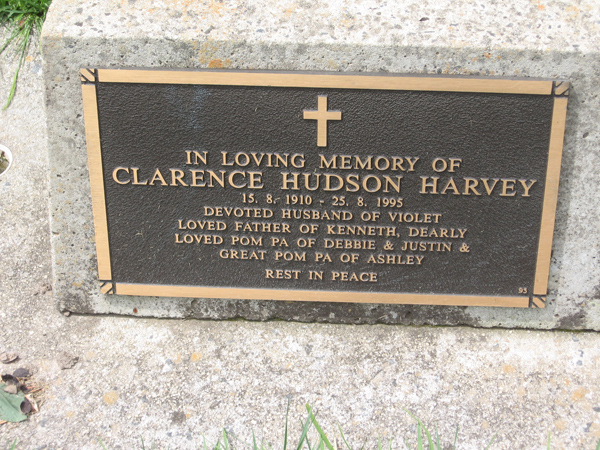 IN LOVING MEMORY OF
CLARENCE HUDSON HARVEY
15. 8. 1910 - 25. 8. 1995
DEVOTED HUSBAND OF VIOLET
LOVED FATHER OF KENNETH, DEARLY
LOVED POM PA OF DEBBIE & JUSTIN &
GREAT POM PA OF ASHLEY
REST IN PEACE
93